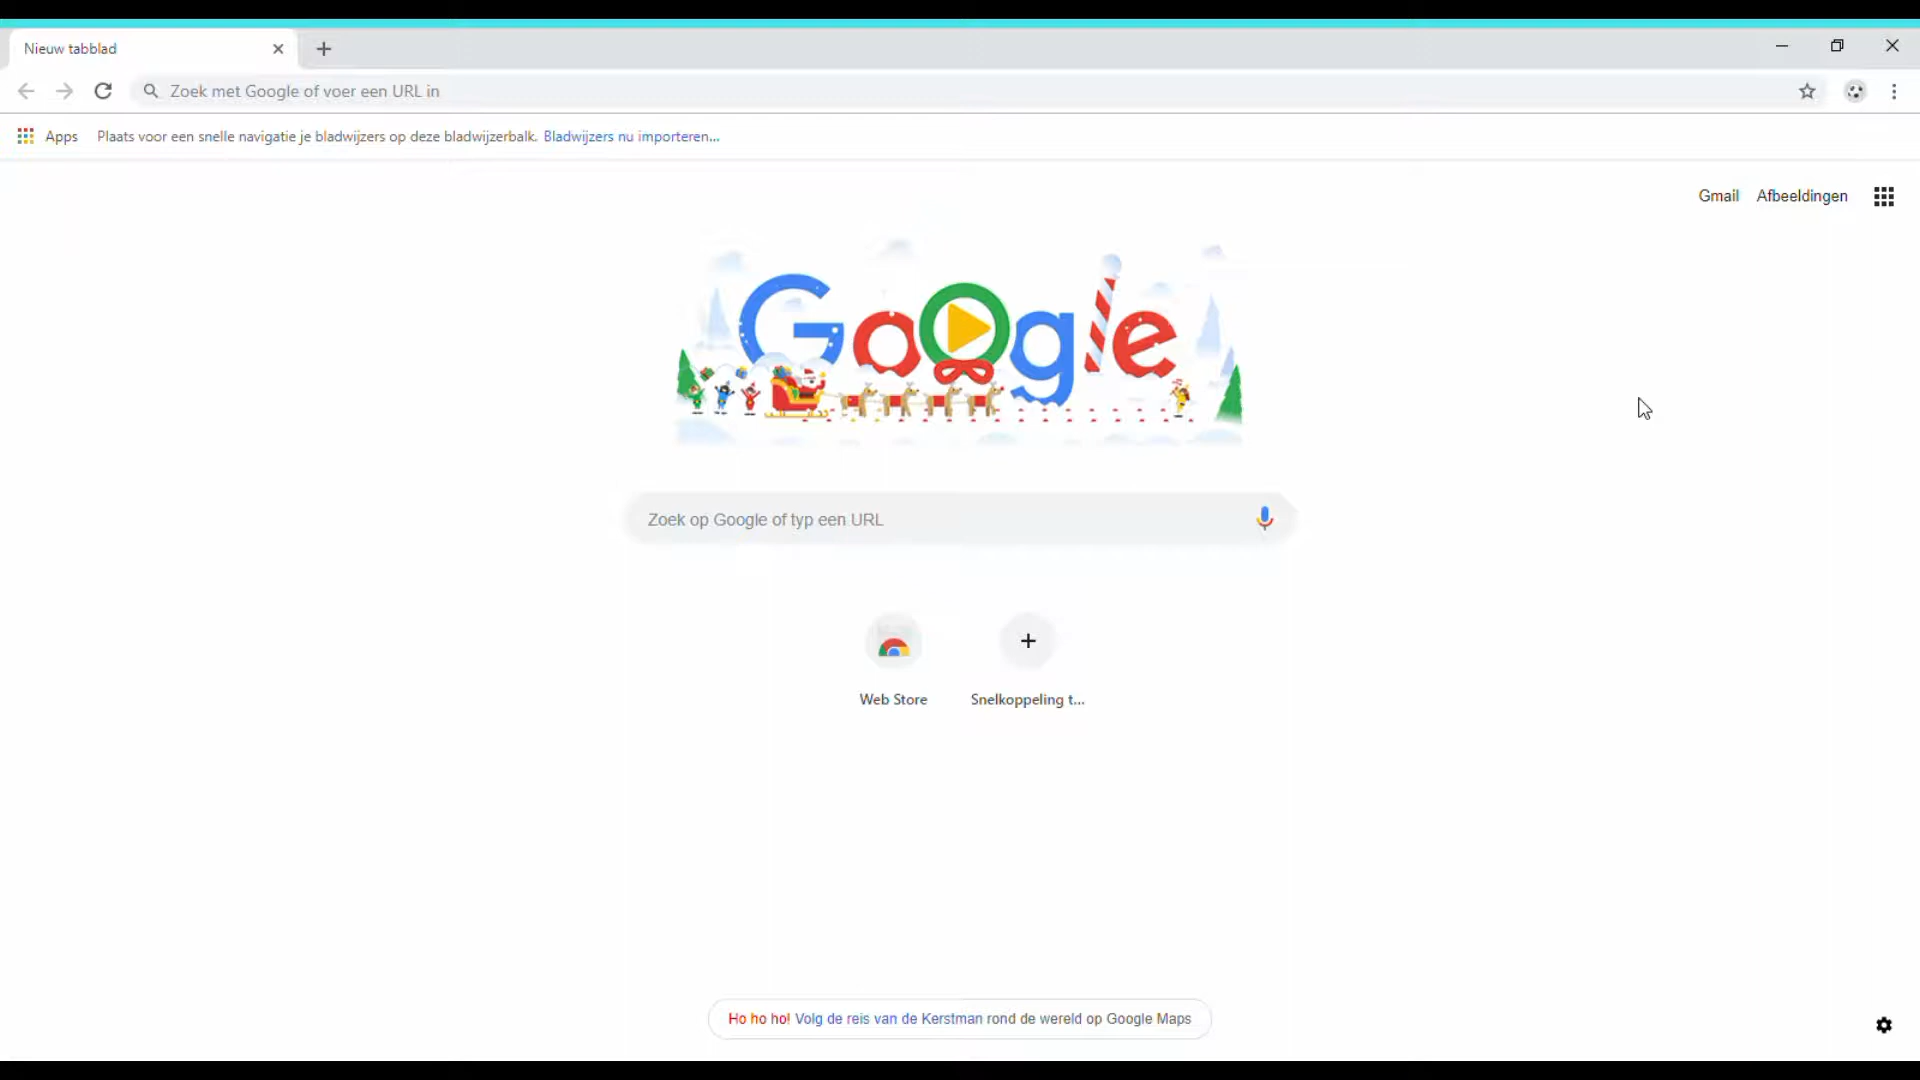 Nieuw tabblad
Zoek met Google of voer een URL in
Apps Plaats voor een snelle navigatie je bladwijzers op deze bladwijzerbalk. Bladwijzers nu importeren...
Gmail Afbeeldingen
Google
Zoek op Google of typ een URL
Web Store Snelkoppeling t...
Ho ho ho! Volg de reis van de Kerstman rond de wereld op Google Maps